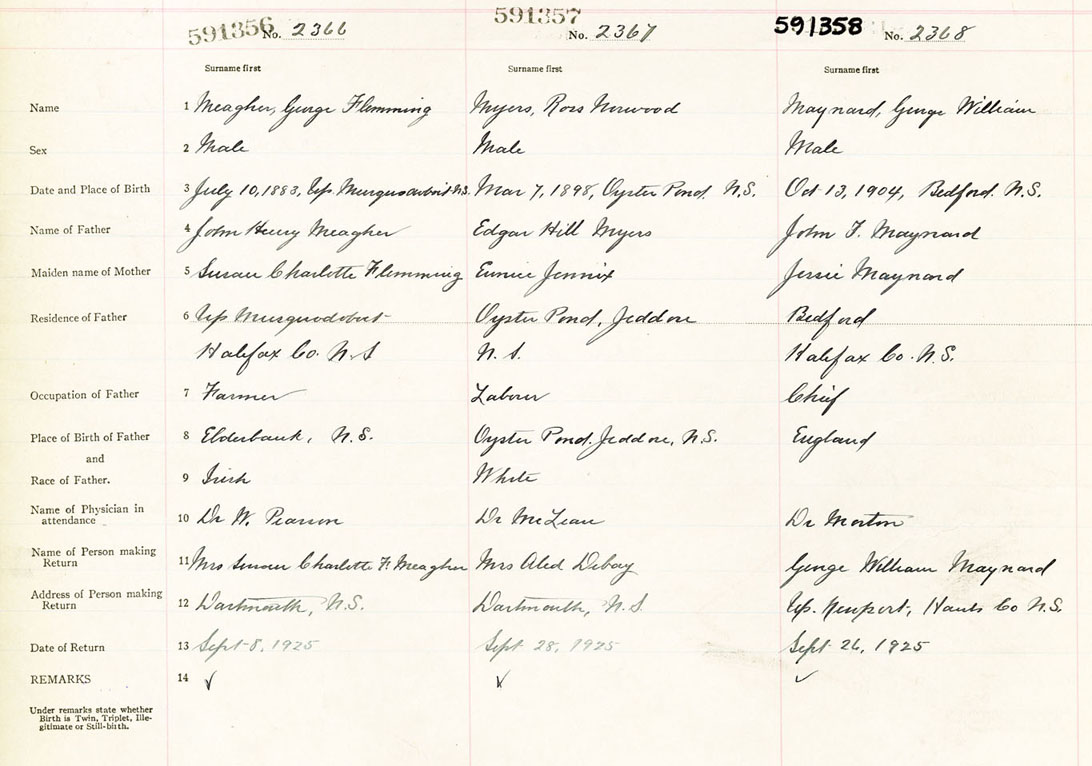 591356 No. 2366 591357 No. 2367 591358 No. 2368
Surname first Surname first Surname first
Name 1 Meagher, George Flemming Myers, Ross Norwood Maynard, George William
Sex 2 Male Male Male
Date and Place of Birth 3 July 10, 1883, Up. Musquodoboit N.S. Mar 7, 1898, Oyster Pond. N.S. Oct 13, 1904, Bedford. N.S.
Name of Father 4 John Henry Meagher Edgar Hill Myers John F. Maynard
Maiden name of Mother 5 Susan Charlotte Flemming Eunice Jennix Jessie Maynard
Residence of Father 6 Up Musquodoboit Oyster Pond, Jeddore Bedford
Halifax Co. N.S N.S. Halifax Co. N.S.
Occupation of Father 7 Farmer Labour Chief
Place of Birth of Father 8 Elderbank, N.S. Oyster Pond. Jeddore, N.S. England
and
Race of Father. 9 Irish White
Name of Physician in
attendance 10 Dr W. Pearson Dr McLean Dr Morton
Name of Person making
Return 11 Mrs Susan Charlotte F. Meagher Mrs Debay George William Maynard
Address of Person making
Return 12 Dartmouth, N.S. Dartmouth, N.S Up. Newport, Hants Co N.S.
Date of Return 13 Sept 8, 1925 Sept 28, 1925 Sept 26, 1925
REMARKS 14 ✓ ✓ ✓
Under remarks state whether
Birth is Twin, Triplet, Ille-
gitimate or Still-birth.